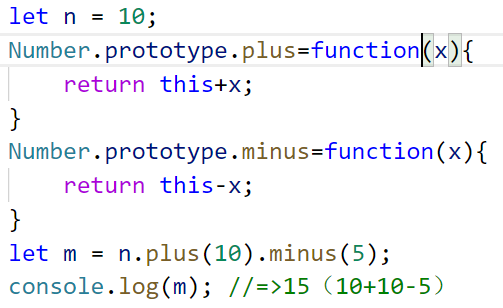 let n = 10;
Number.prototype.plus=function(x){
    return this+x;
}
Number.prototype.minus=function(x){
    return this-x;
}
let m = n.plus(10).minus(5);
console.log(m); //=>15（10+10-5）